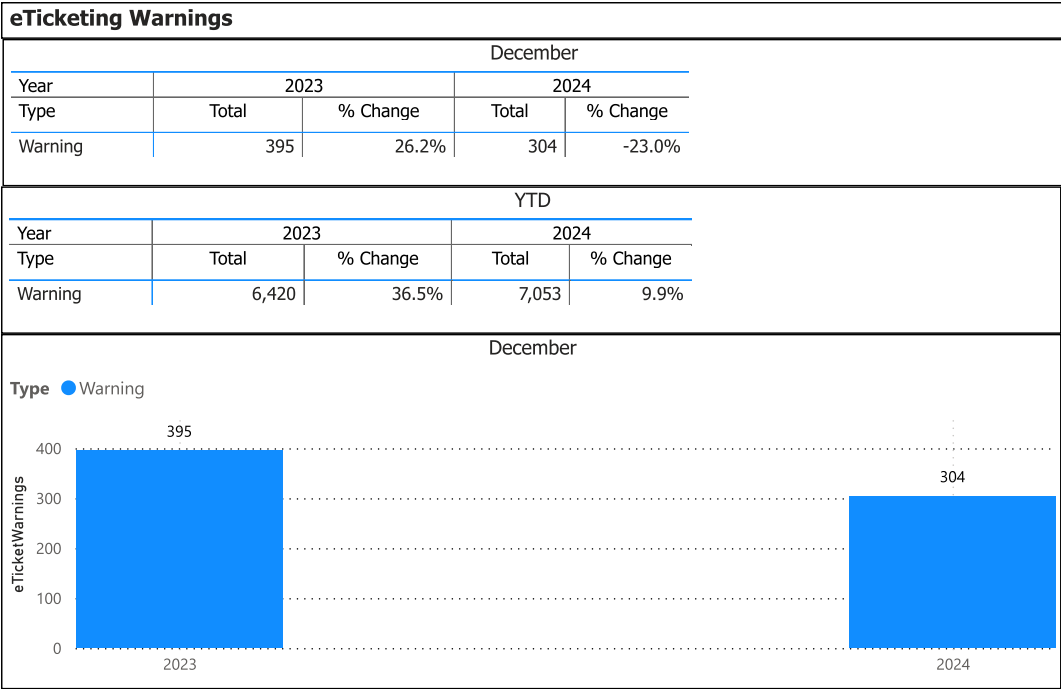 eTicketing Warnings
December
Year 2023 2024
Type Total % Change Total % Change
Warning 395 26.2% 304 -23.0%
YTD
Year 2023 2024
Type Total % Change Total % Change
Warning 6,420 36.5% 7,053 9.9%
December
Type Warning
395
400
304
300
200
100
0
eTicketWarnings
2023 2024